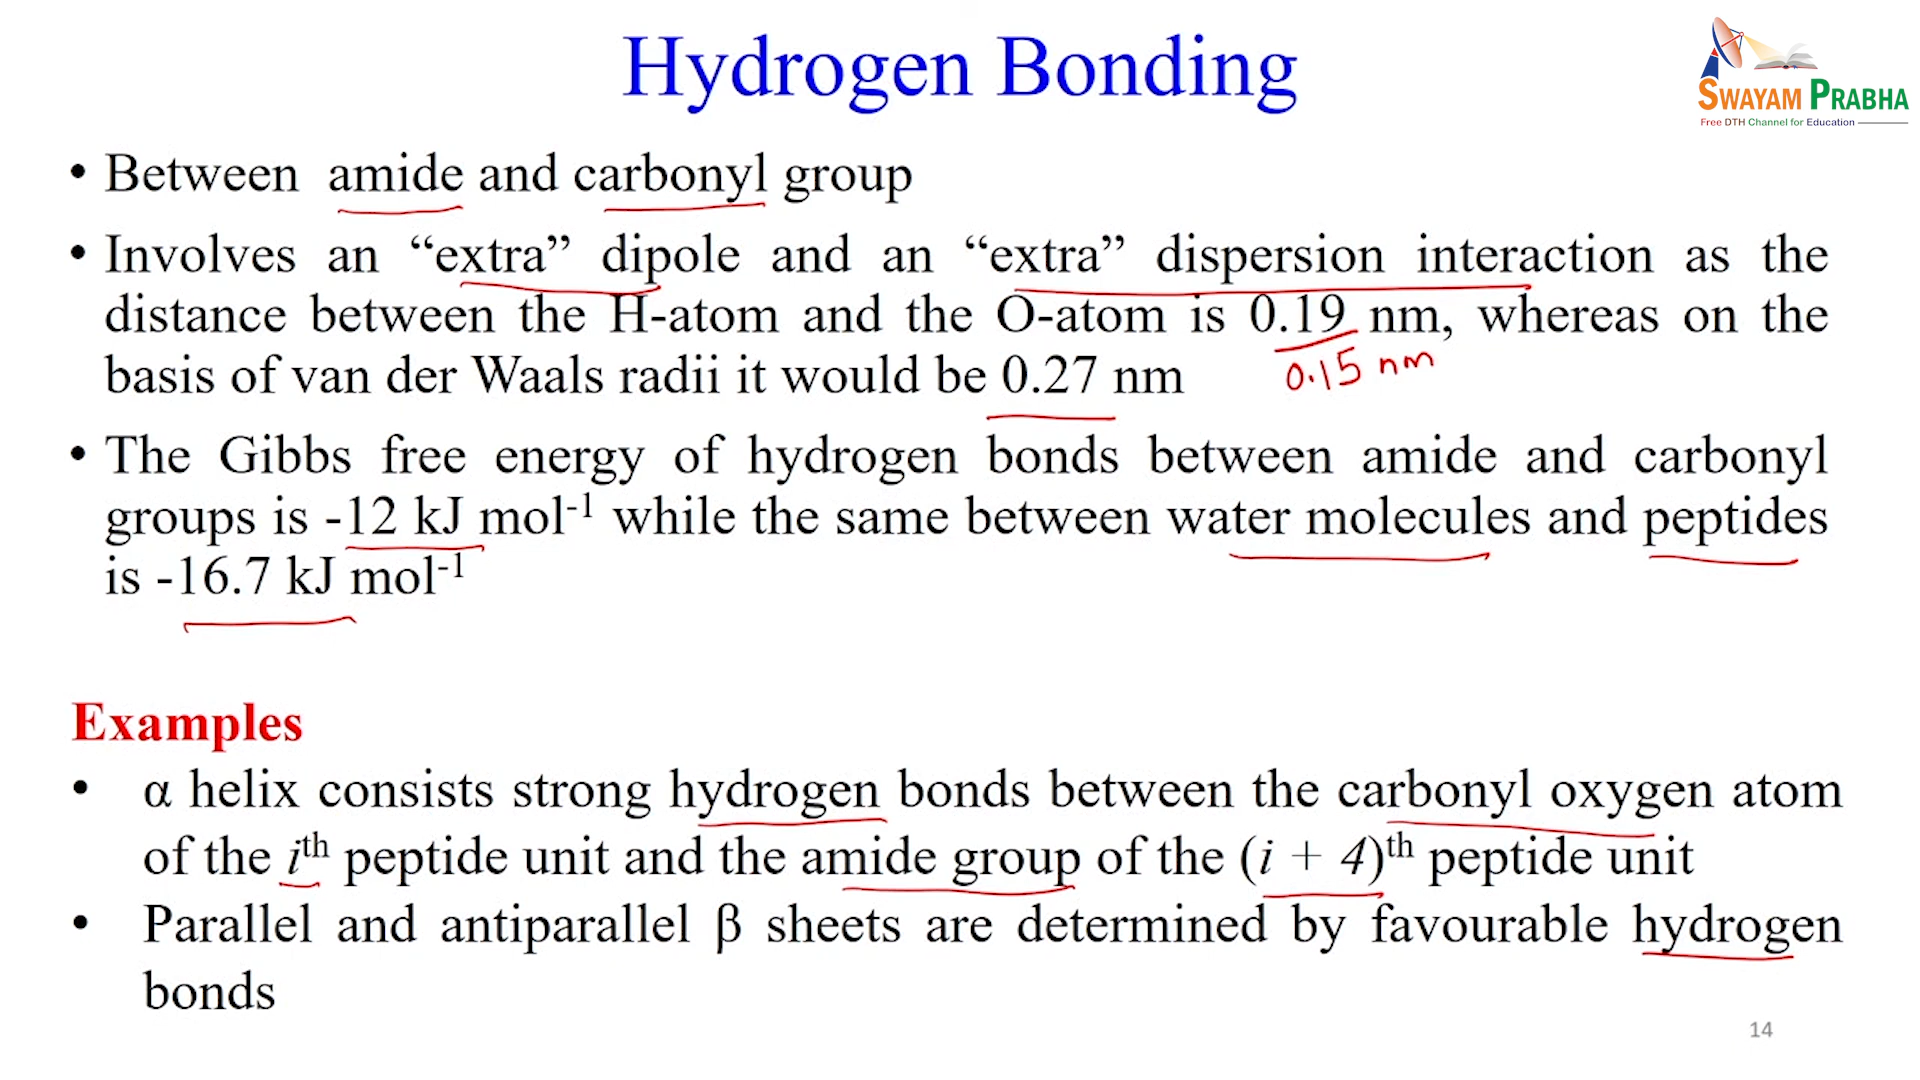 Hydrogen Bonding
SWAYAM PRABHA
Free DTH Channel for Education
• Between amide and carbonyl group
• Involves an “extra” dipole and an “extra” dispersion interaction as the
distance between the H-atom and the O-atom is 0.19 nm, whereas on the
basis of van der Waals radii it would be 0.27 nm
0.15 nm
• The Gibbs free energy of hydrogen bonds between amide and carbonyl
groups is -12 kJ mol⁻¹ while the same between water molecules and peptides
is -16.7 kJ mol⁻¹
Examples
• α helix consists strong hydrogen bonds between the carbonyl oxygen atom
of the iᵗʰ peptide unit and the amide group of the (i + 4)ᵗʰ peptide unit
• Parallel and antiparallel β sheets are determined by favourable hydrogen
bonds
14